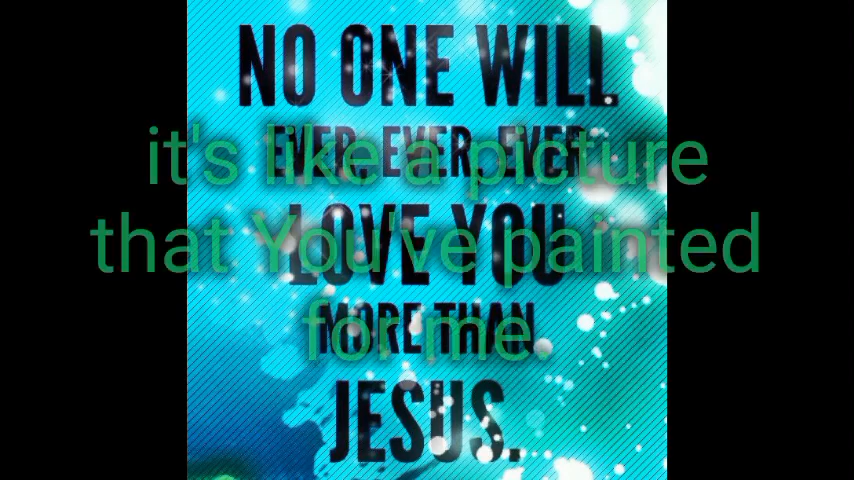 NO ONE WILL
EVER, EVER, EVER
LOVE YOU
MORE THAN
JESUS.
it's like a picture
that You've painted
for me.